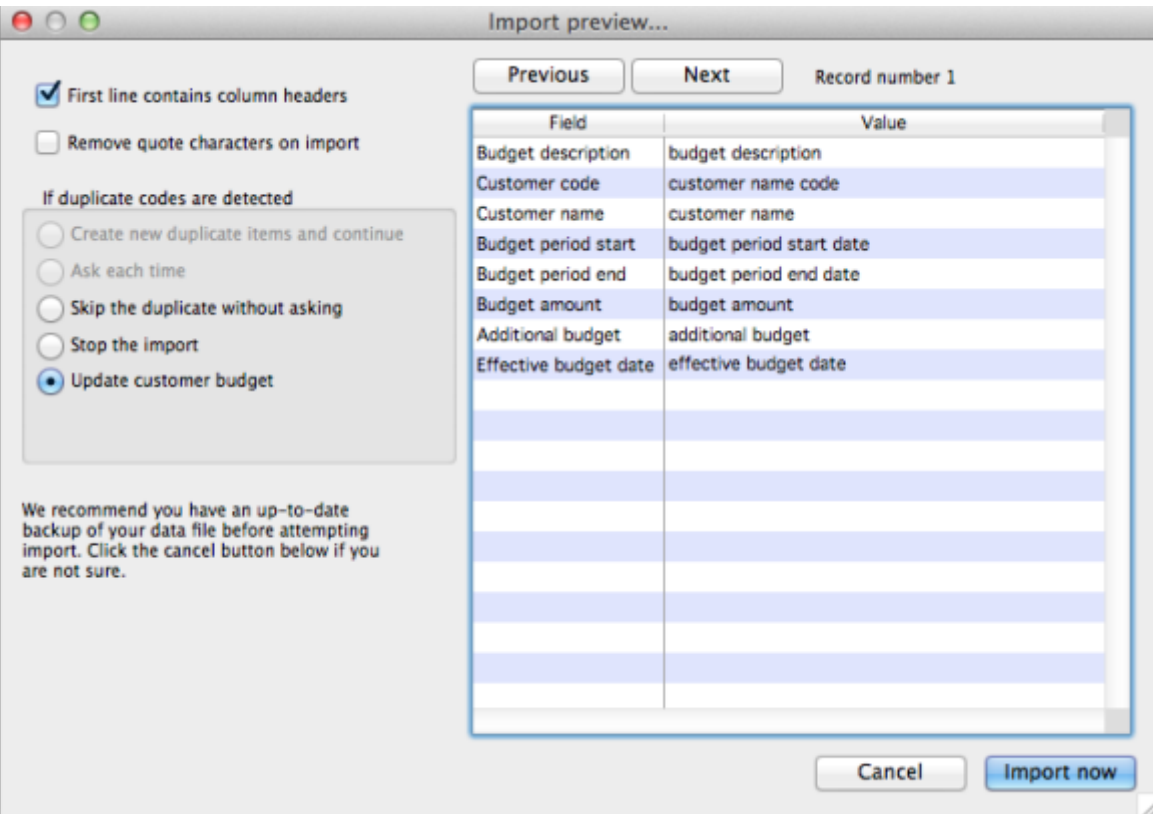 Import preview...
First line contains column headers
Remove quote characters on import
If duplicate codes are detected
Create new duplicate items and continue
Ask each time
Skip the duplicate without asking
Stop the import
Update customer budget
We recommend you have an up-to-date
backup of your data file before attempting
import. Click the cancel button below if you
are not sure.
Previous Next Record number 1
Field Value
Budget description budget description
Customer code customer name code
Customer name customer name
Budget period start budget period start date
Budget period end budget period end date
Budget amount budget amount
Additional budget additional budget
Effective budget date effective budget date
Cancel Import now